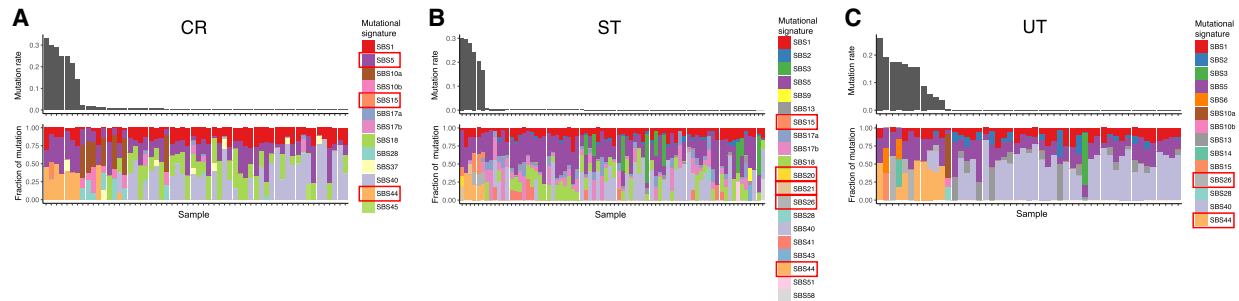 A
CR
Mutation rate
0.3
0.2
0.1
0.0
Fraction of mutation
1.00
0.75
0.50
0.25
0.00
Sample
Mutational
signature
SBS1
SBS5
SBS10a
SBS10b
SBS15
SBS17a
SBS17b
SBS18
SBS28
SBS37
SBS40
SBS44
SBS45
B
ST
Mutation rate
0.3
0.2
0.1
0.0
Fraction of mutation
1.00
0.75
0.50
0.25
0.00
Sample
Mutational
signature
SBS1
SBS2
SBS3
SBS5
SBS9
SBS13
SBS15
SBS17a
SBS17b
SBS18
SBS20
SBS21
SBS26
SBS28
SBS40
SBS41
SBS43
SBS44
SBS51
SBS58
C
UT
Mutation rate
0.2
0.1
0.0
Fraction of mutation
1.00
0.75
0.50
0.25
0.00
Sample
Mutational
signature
SBS1
SBS2
SBS3
SBS5
SBS6
SBS10a
SBS10b
SBS13
SBS14
SBS15
SBS26
SBS28
SBS40
SBS44